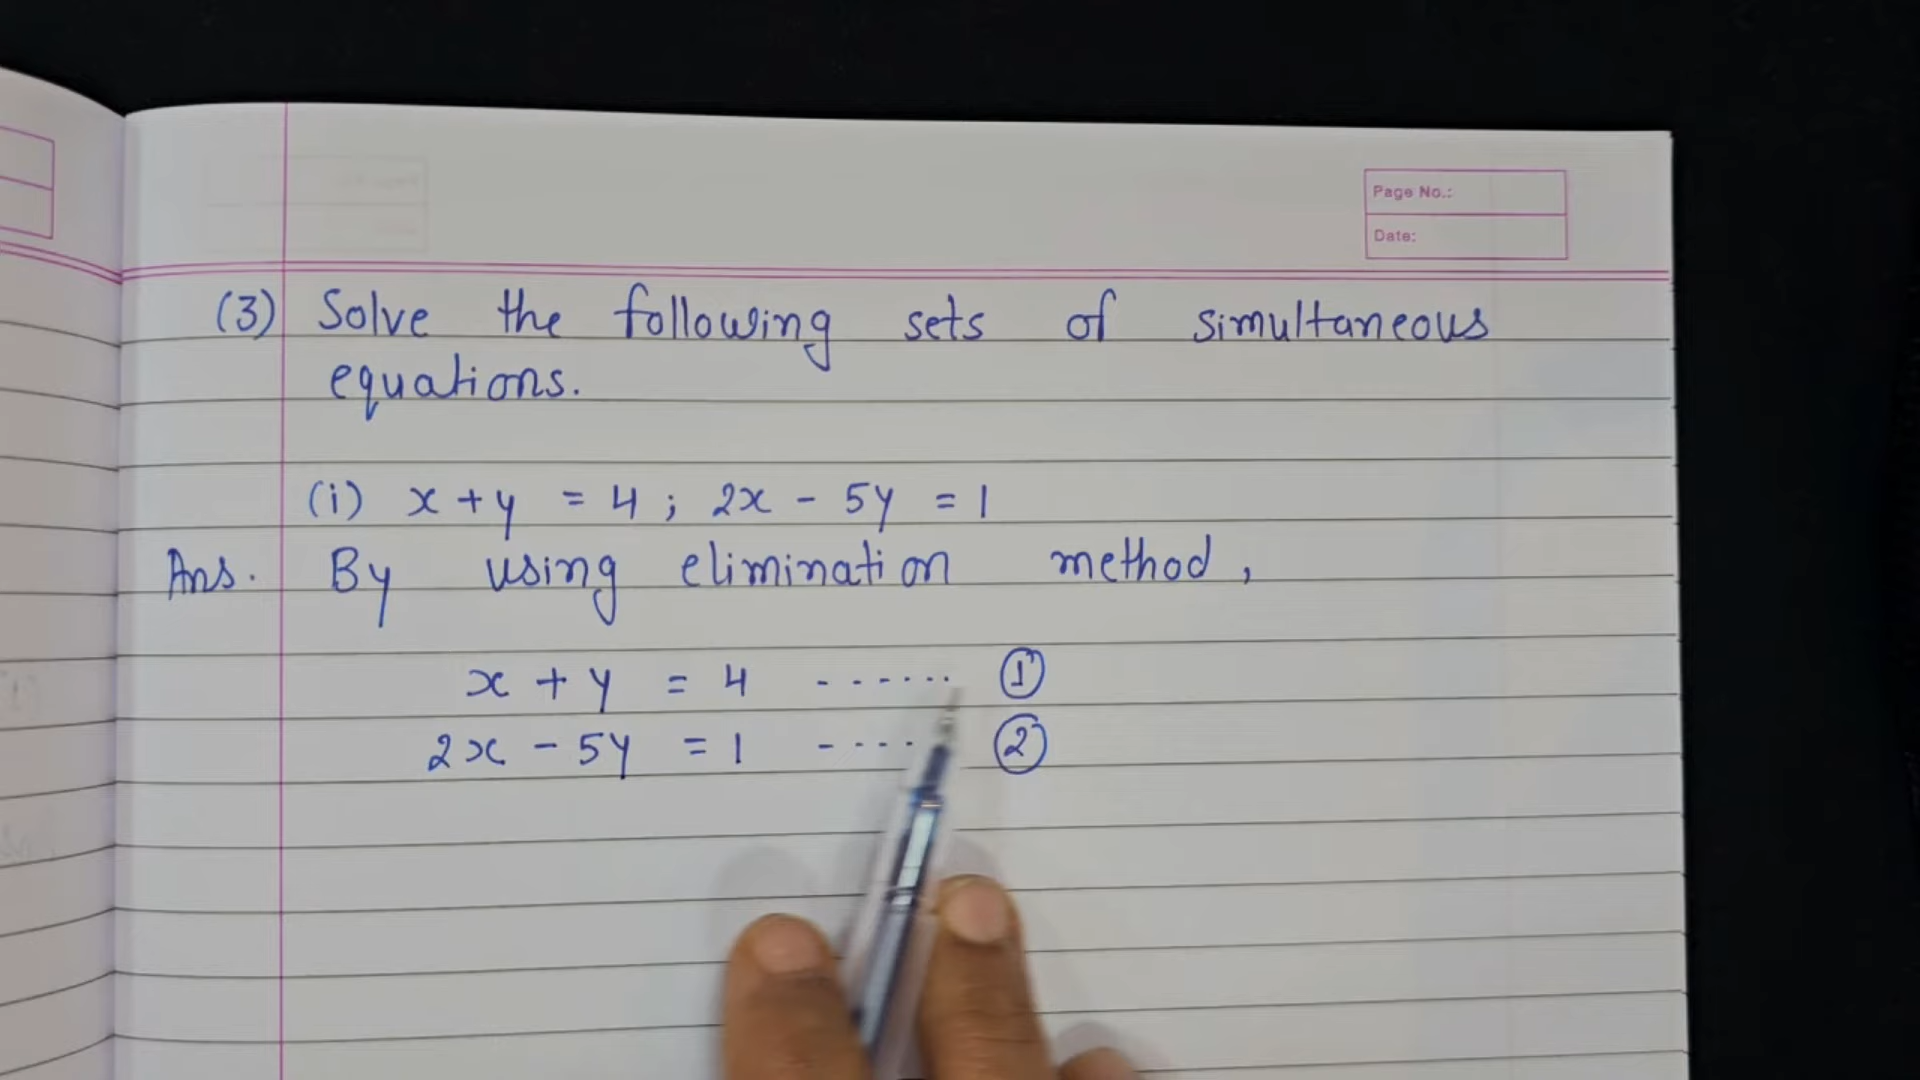 Page No.:
Date:
(3) Solve the following sets of simultaneous
equations.
(i) x + y = 4 ; 2x - 5y = 1
Ans. By using elimination method,
x + y = 4 ------ ①
2x - 5y = 1 ---- ②